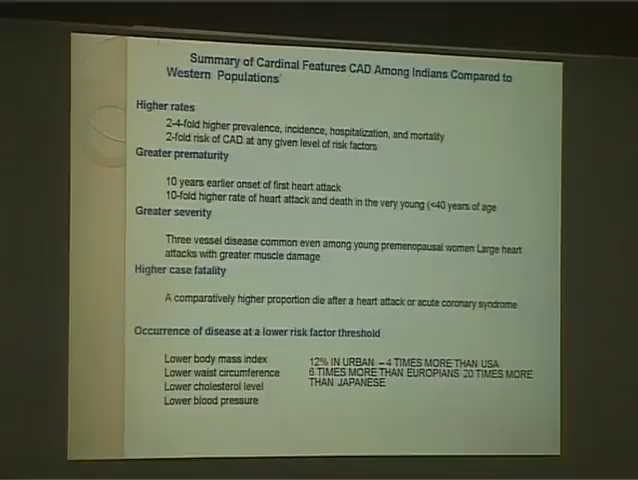 Summary of Cardinal Features CAD Among Indians Compared to
Western Populations
Higher rates
2-4-fold higher prevalence, incidence, hospitalization, and mortality
2-fold risk of CAD at any given level of risk factors
Greater prematurity
10 years earlier onset of first heart attack
10-fold higher rate of heart attack and death in the very young (<40 years of age
Greater severity
Three vessel disease common even among young premenopausal women Large heart
attacks with greater muscle damage
Higher case fatality
A comparatively higher proportion die after a heart attack or acute coronary syndrome
Occurrence of disease at a lower risk factor threshold
Lower body mass index
Lower waist circumference
Lower cholesterol level
Lower blood pressure
12% IN URBAN – 4 TIMES MORE THAN USA
6 TIMES MORE THAN EUROPIANS 20 TIMES MORE
THAN JAPANESE